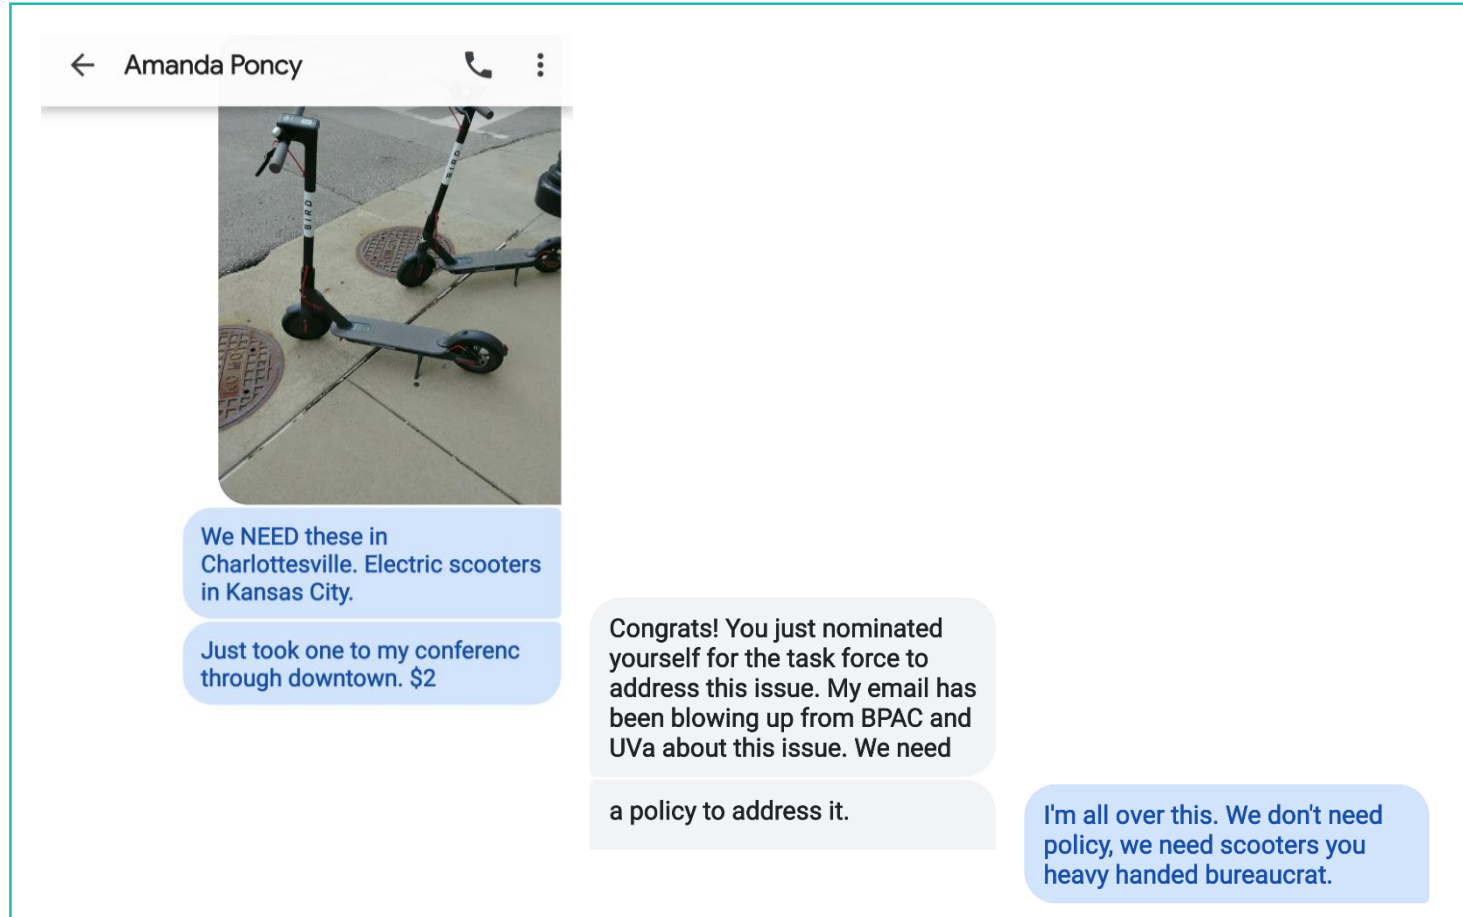 Amanda Poncy
BIRD
BIRD
KC MO
We NEED these in
Charlottesville. Electric scooters
in Kansas City.
Just took one to my conferenc
through downtown. $2
Congrats! You just nominated
yourself for the task force to
address this issue. My email has
been blowing up from BPAC and
UVa about this issue. We need
a policy to address it.
I'm all over this. We don't need
policy, we need scooters you
heavy handed bureaucrat.